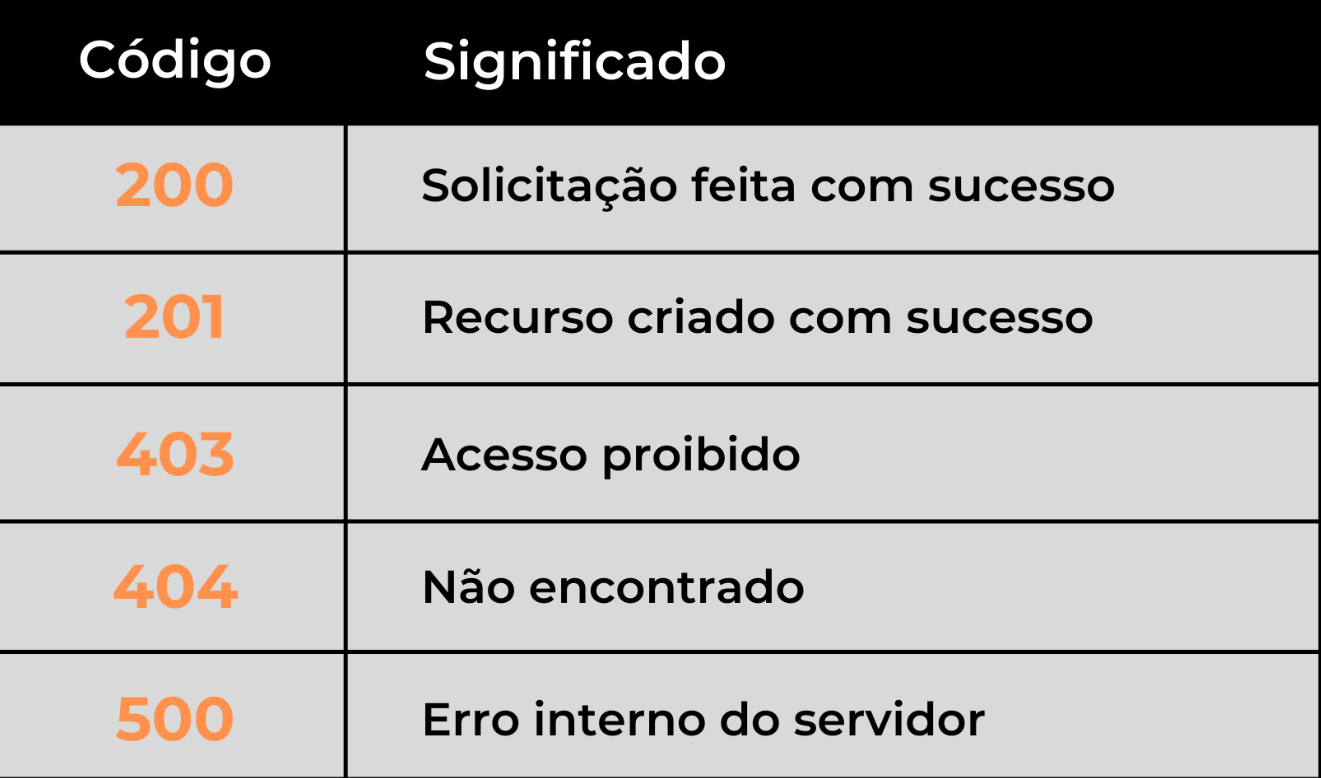 Código Significado
200 Solicitação feita com sucesso
201 Recurso criado com sucesso
403 Acesso proibido
404 Não encontrado
500 Erro interno do servidor